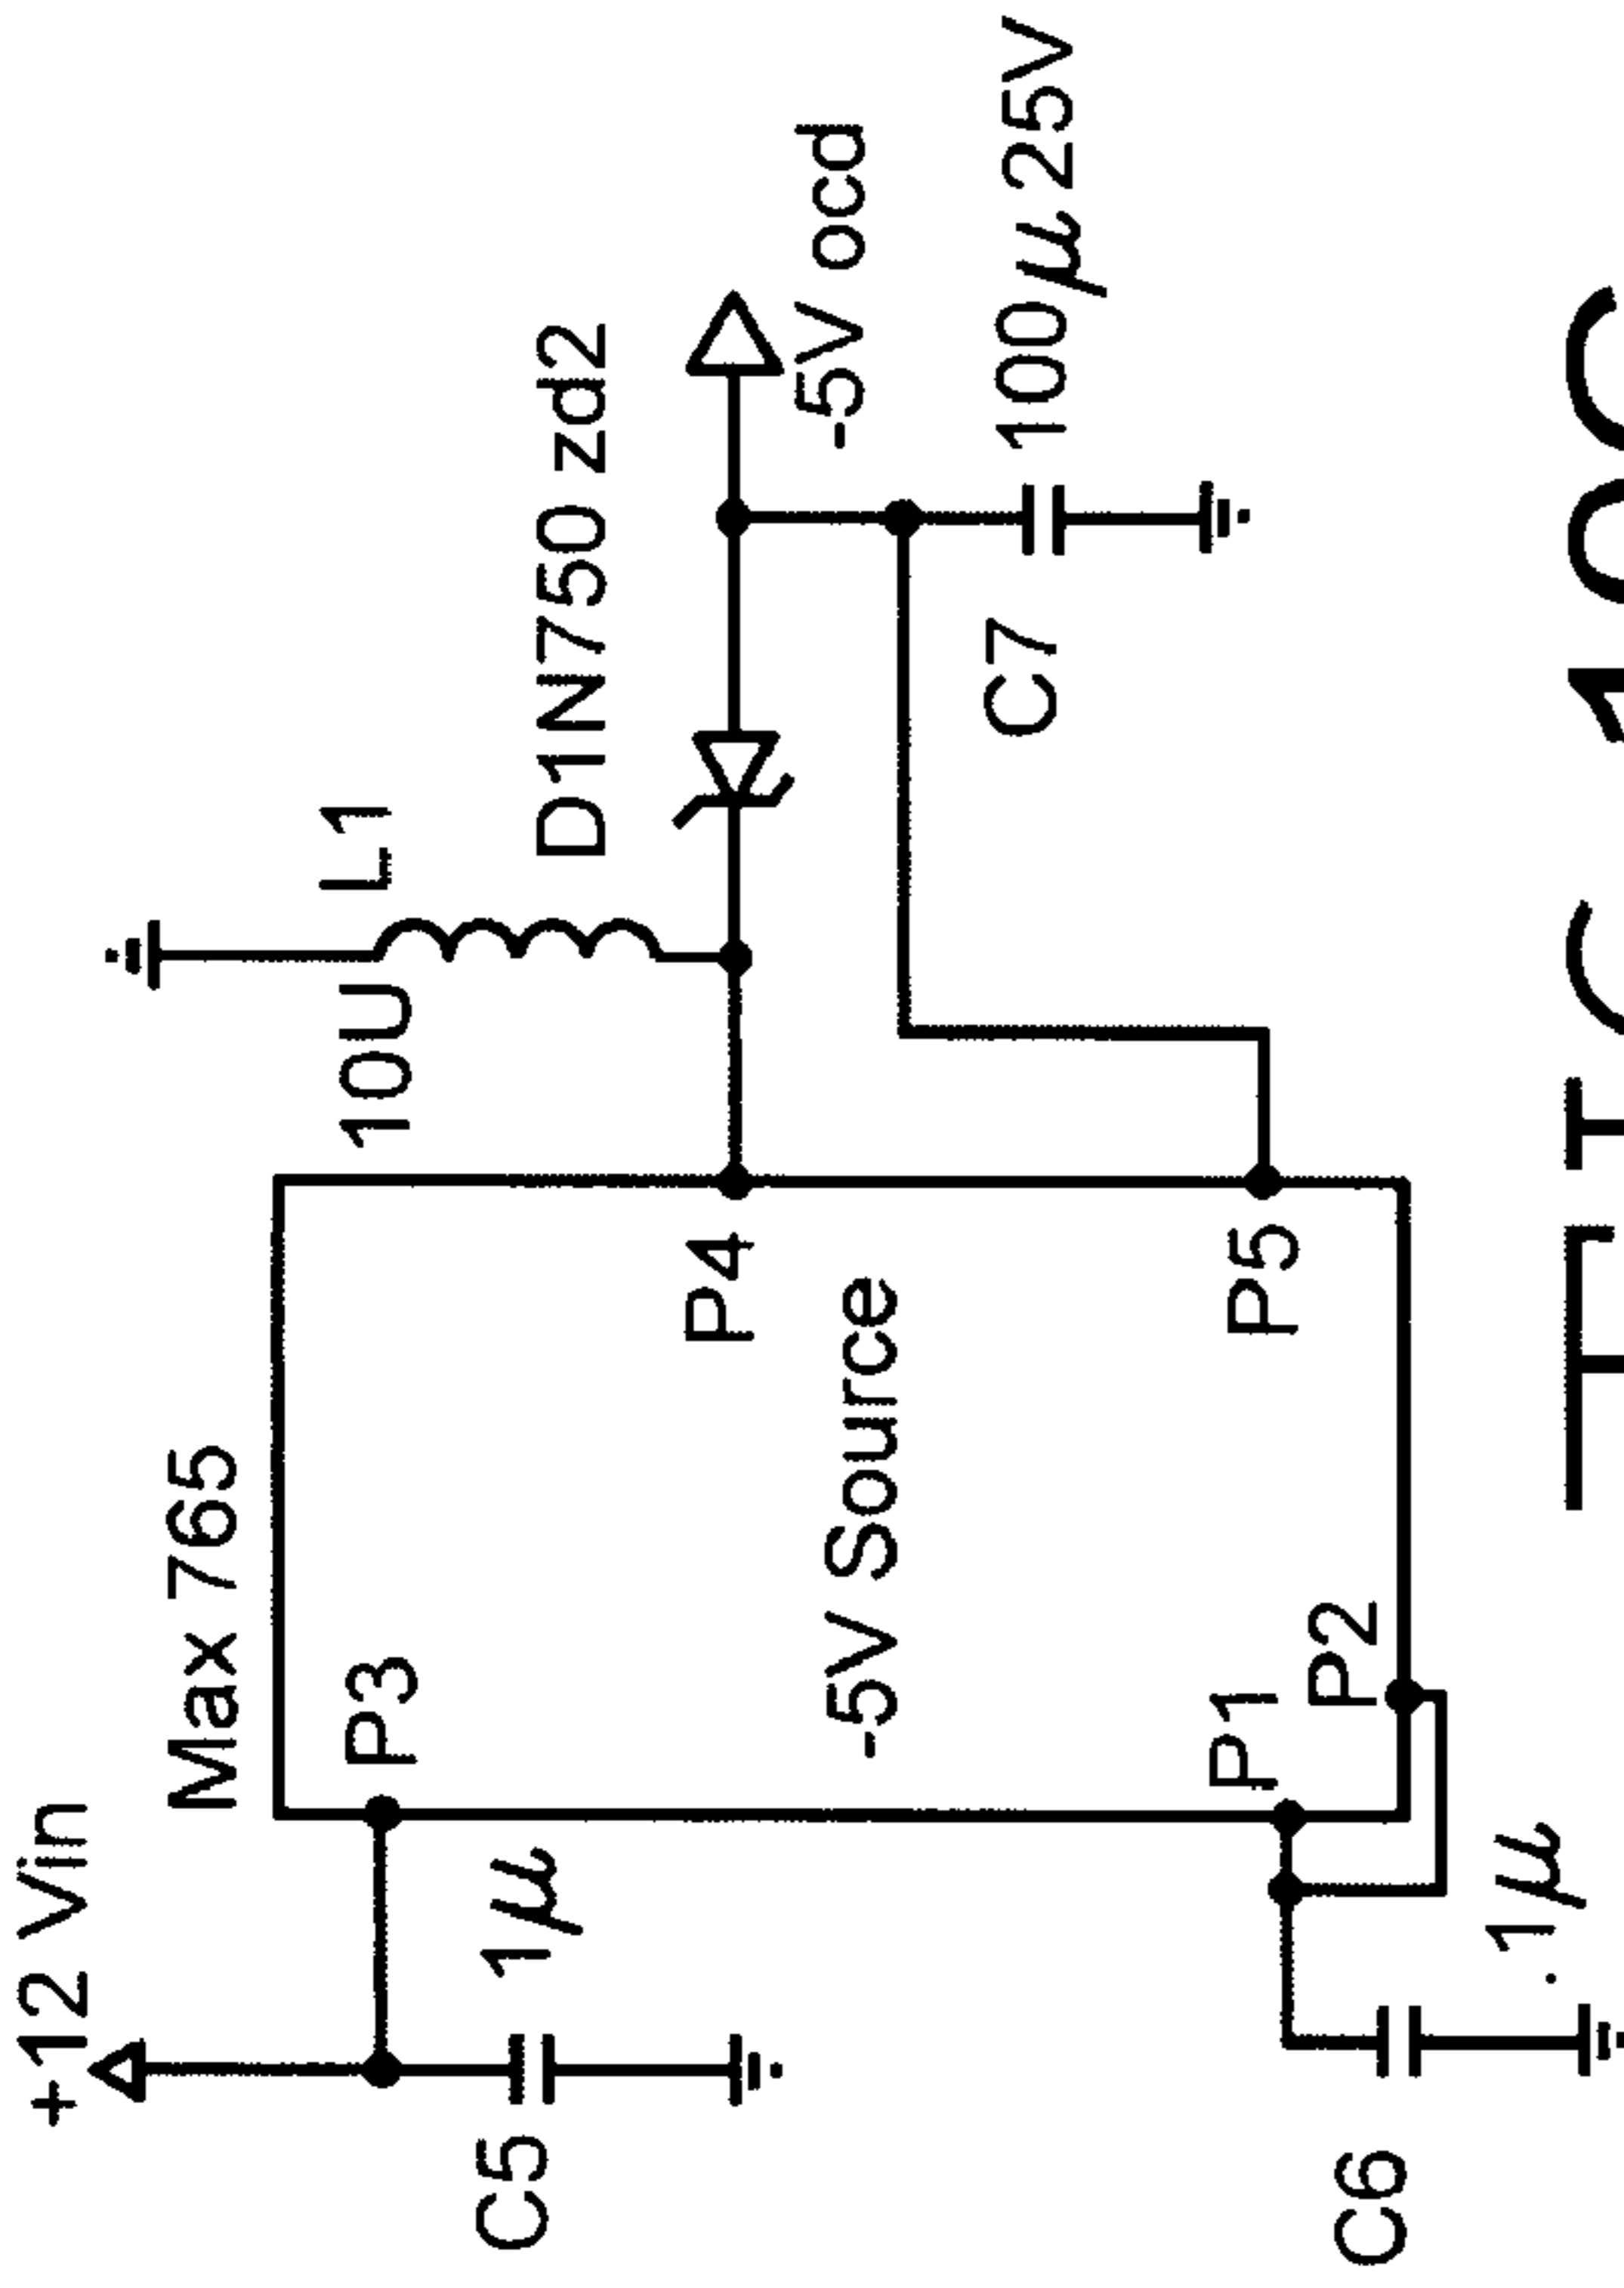 +12 Vin
Max 765
10U
L1
P3
C5
1μ
D1N750 zd2
P4
-5V ocd
-5V Source
C7
100μ 25V
P1
P5
P2
C6
.1μ